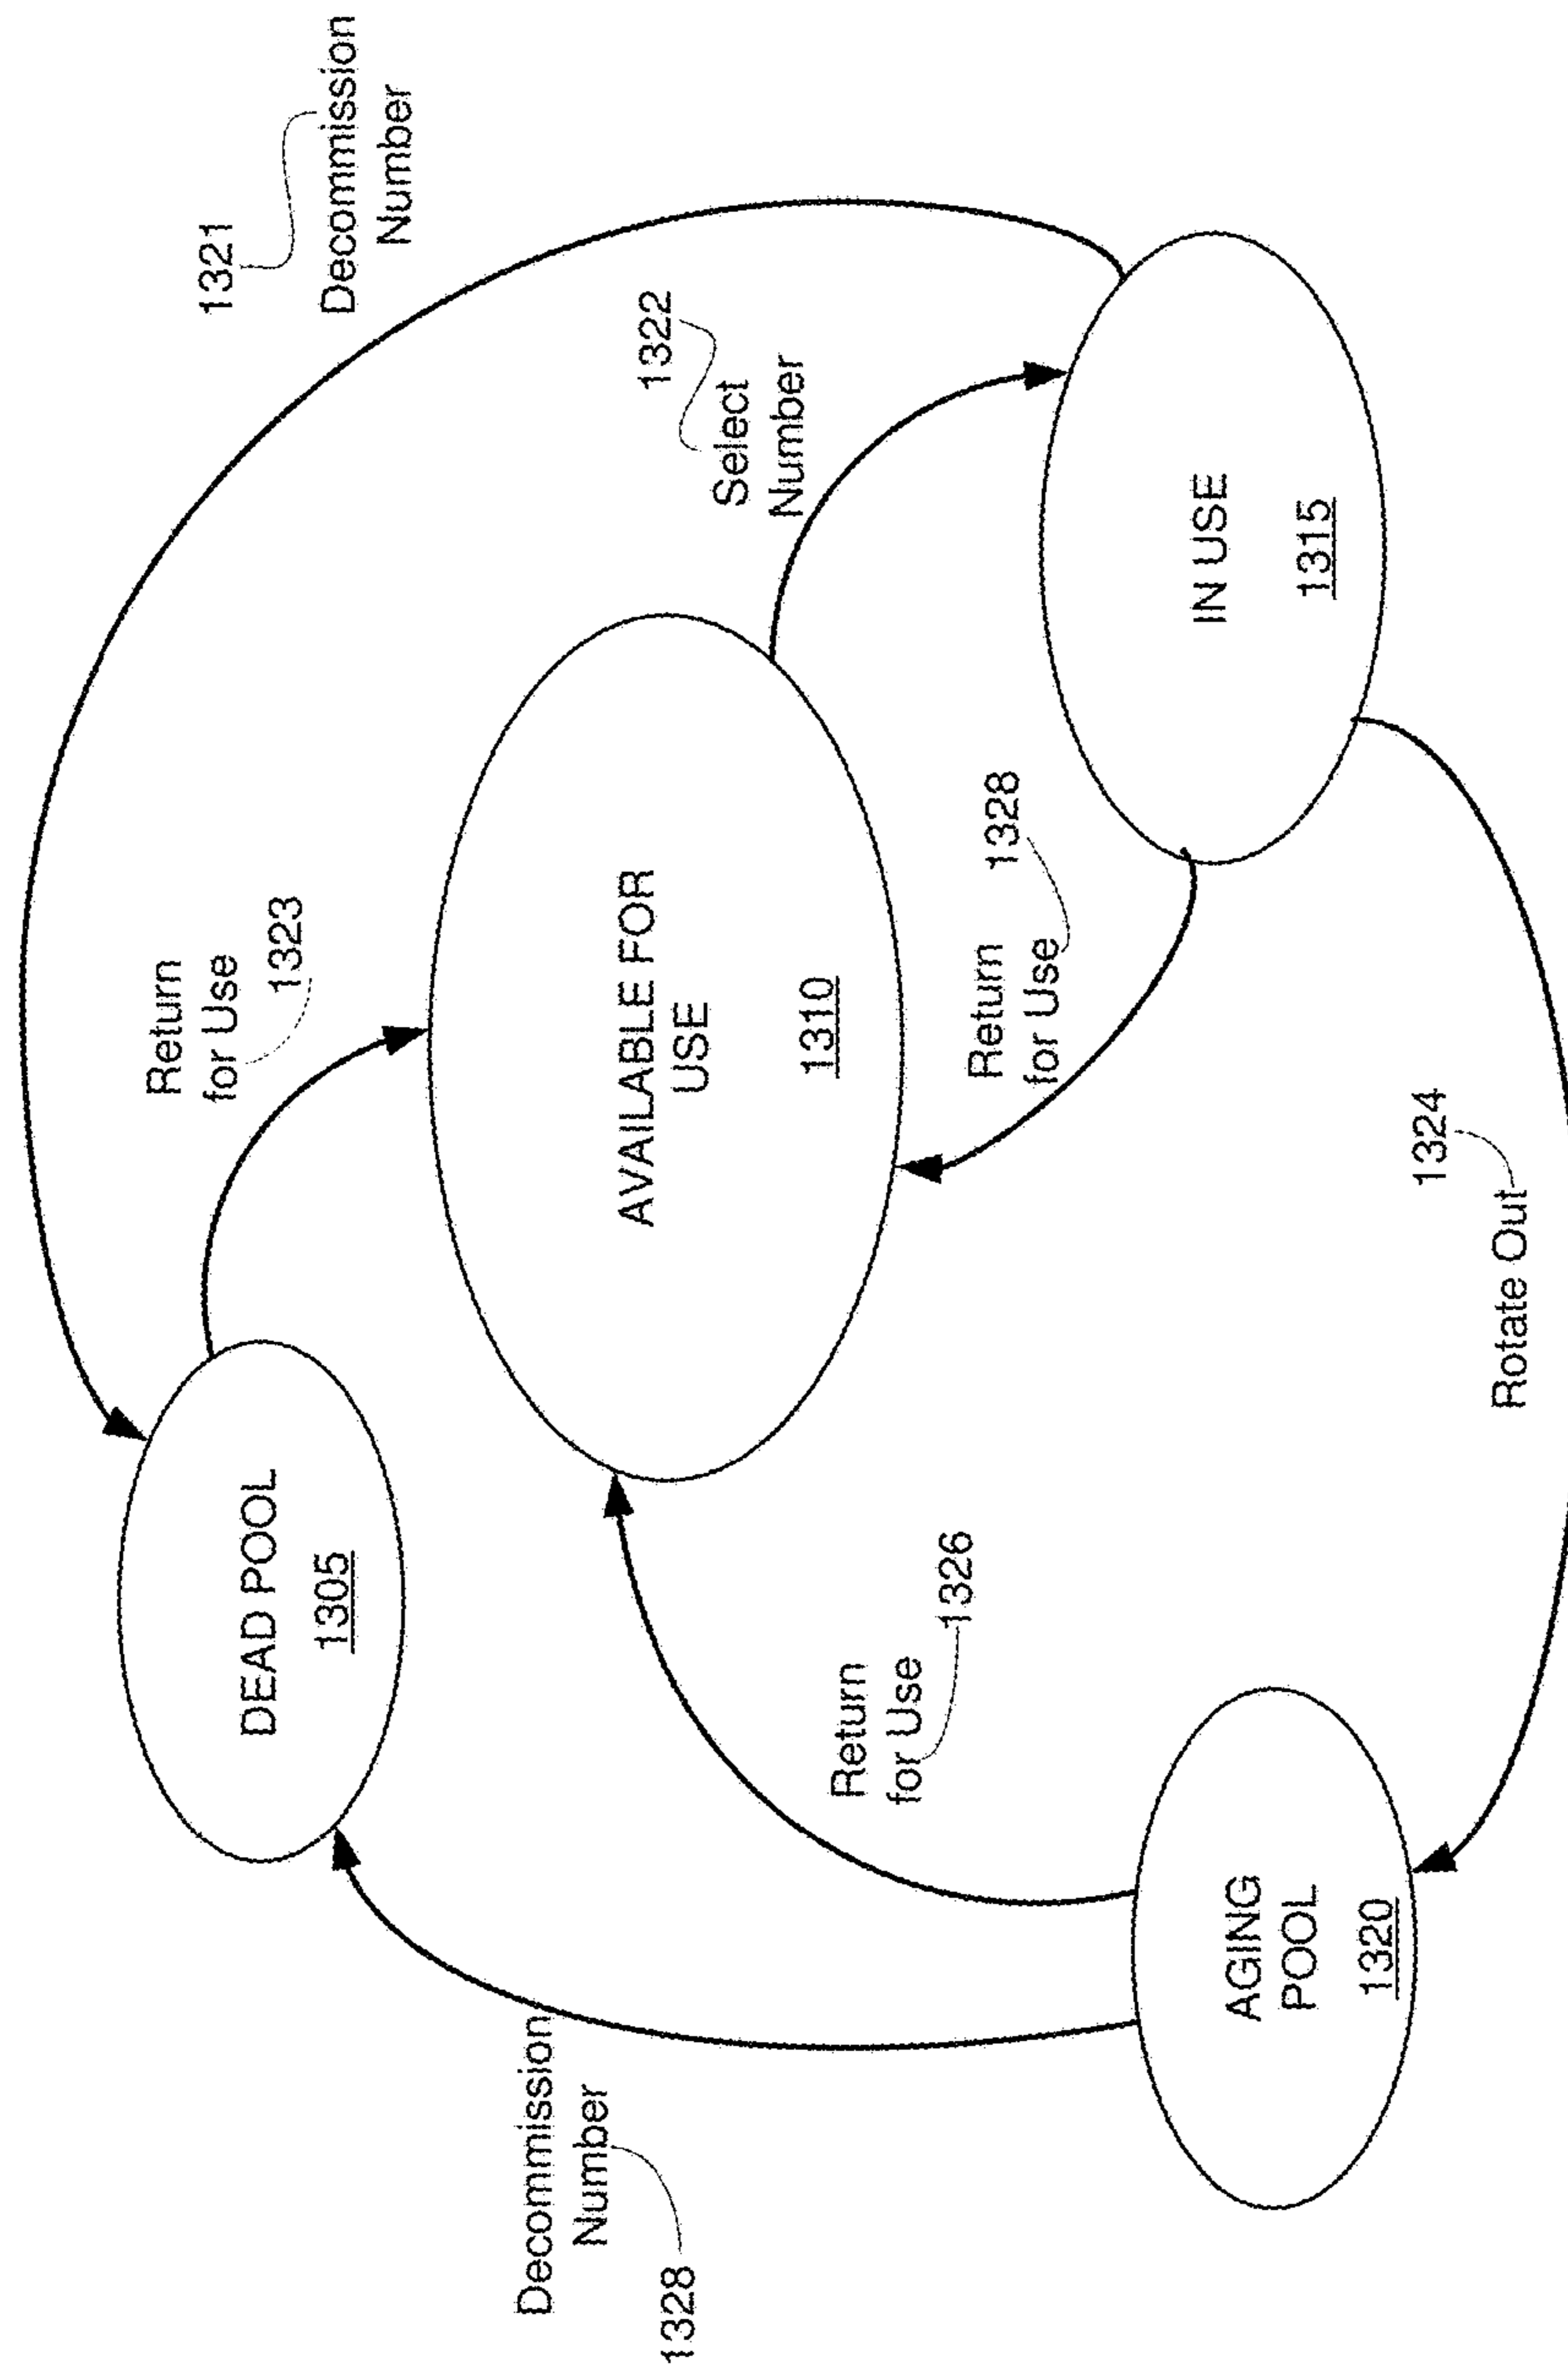 1321
Decommission
Number
1322
Select
Number
Return
for Use
1323
DEAD POOL
1305
AVAILABLE FOR
USE
1310
Return
for Use
1328
IN USE
1315
Decommission
Number
1328
Return
for Use
1326
AGING
POOL
1320
1324
Rotate Out